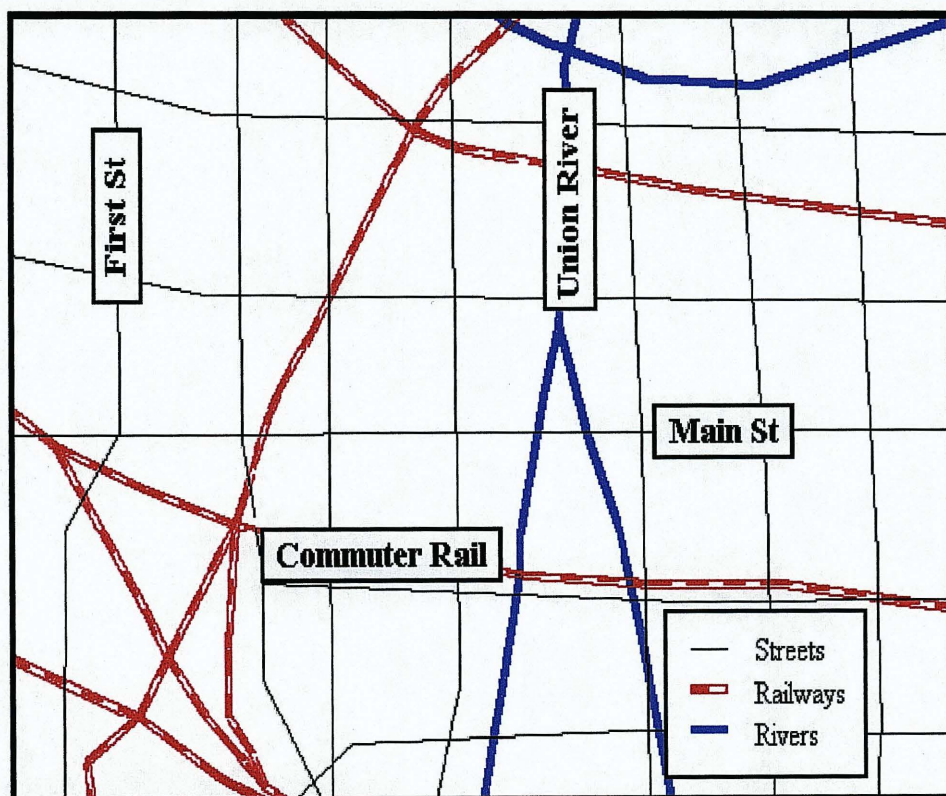 First St
Union River
Main St
Commuter Rail
Streets
Railways
Rivers